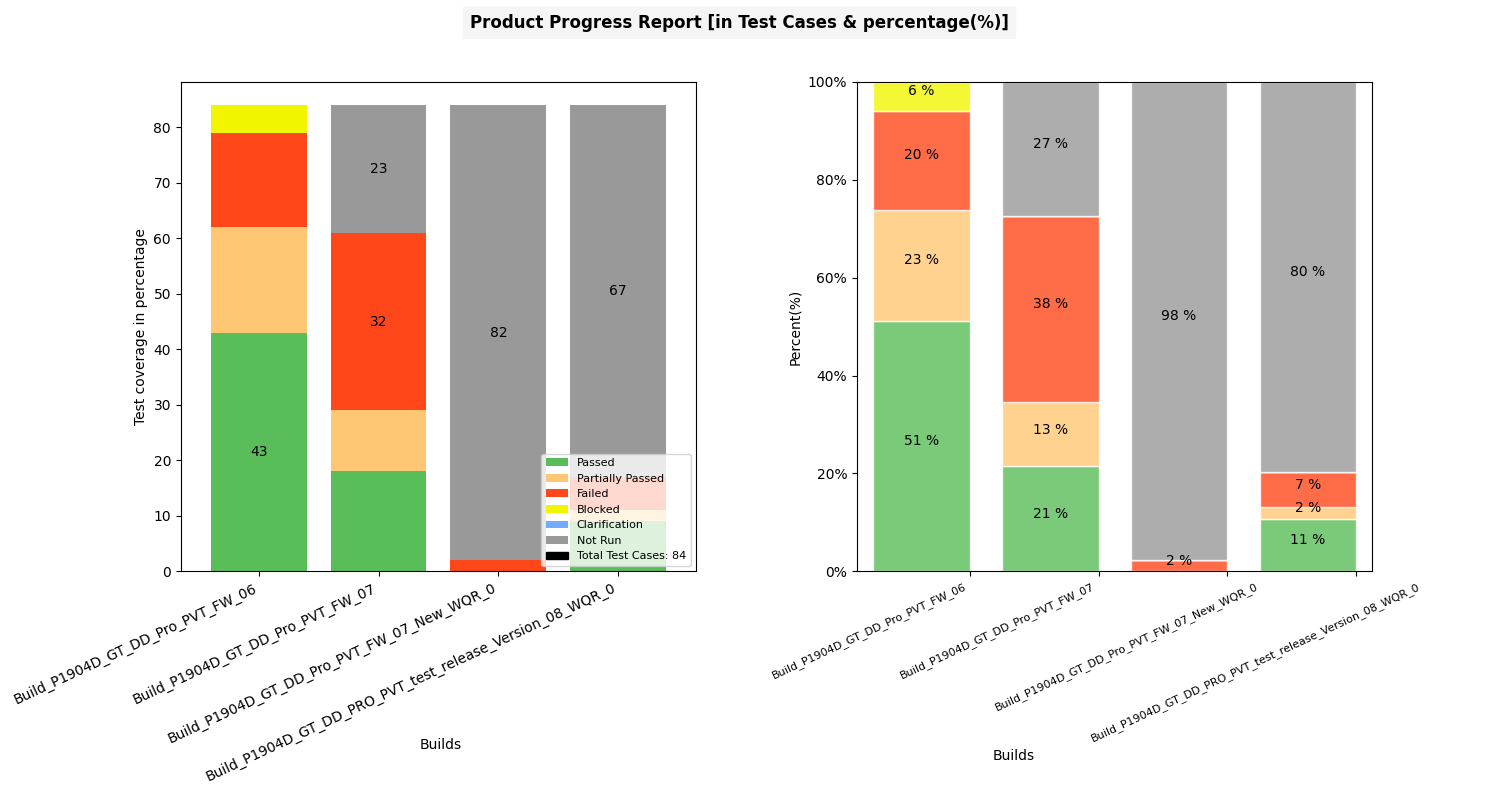 Product Progress Report [in Test Cases & percentage(%)]
Test coverage in percentage
80
70
60
50
40
30
20
10
0
43
23
32
82
67
Passed
Partially Passed
Failed
Blocked
Clarification
Not Run
Total Test Cases: 84
Build_P1904D_GT_DD_Pro_PVT_FW_06
Build_P1904D_GT_DD_Pro_PVT_FW_07
Build_P1904D_GT_DD_Pro_PVT_FW_07_New_WQR_0
Build_P1904D_GT_DD_PRO_PVT_test_release_Version_08_WQR_0
Builds
Percent(%)
100%
80%
60%
40%
20%
0%
6 %
20 %
23 %
51 %
27 %
38 %
13 %
21 %
98 %
2 %
80 %
7 %
2 %
11 %
Build_P1904D_GT_DD_Pro_PVT_FW_06
Build_P1904D_GT_DD_Pro_PVT_FW_07
Build_P1904D_GT_DD_Pro_PVT_FW_07_New_WQR_0
Build_P1904D_GT_DD_PRO_PVT_test_release_Version_08_WQR_0
Builds